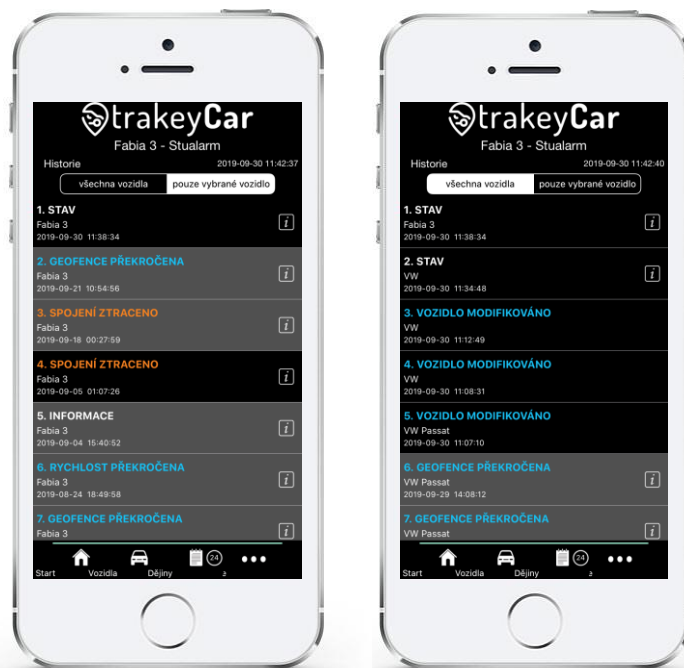 trakeyCar
Fabia 3 - Stualarm
Historie 2019-09-30 11:42:37
všechna vozidla pouze vybrané vozidlo
1. STAV
Fabia 3
2019-09-30 11:38:34
2. GEOFENCE PŘEKROČENA
Fabia 3
2019-09-21 10:54:56
3. SPOJENÍ ZTRACENO
Fabia 3
2019-09-18 00:27:59
4. SPOJENÍ ZTRACENO
Fabia 3
2019-09-05 01:07:26
5. INFORMACE
Fabia 3
2019-09-04 15:40:52
6. RYCHLOST PŘEKROČENA
Fabia 3
2019-08-24 18:49:58
7. GEOFENCE PŘEKROČENA
Fabia 3
24
Start Vozidla Dějiny
trakeyCar
Fabia 3 - Stualarm
Historie 2019-09-30 11:42:40
všechna vozidla pouze vybrané vozidlo
1. STAV
Fabia 3
2019-09-30 11:38:34
2. STAV
VW
2019-09-30 11:34:48
3. VOZIDLO MODIFIKOVÁNO
VW
2019-09-30 11:12:49
4. VOZIDLO MODIFIKOVÁNO
VW
2019-09-30 11:08:31
5. VOZIDLO MODIFIKOVÁNO
VW Passat
2019-09-30 11:07:10
6. GEOFENCE PŘEKROČENA
VW Passat
2019-09-29 14:08:12
7. GEOFENCE PŘEKROČENA
VW Passat
24
Start Vozidla Dějiny